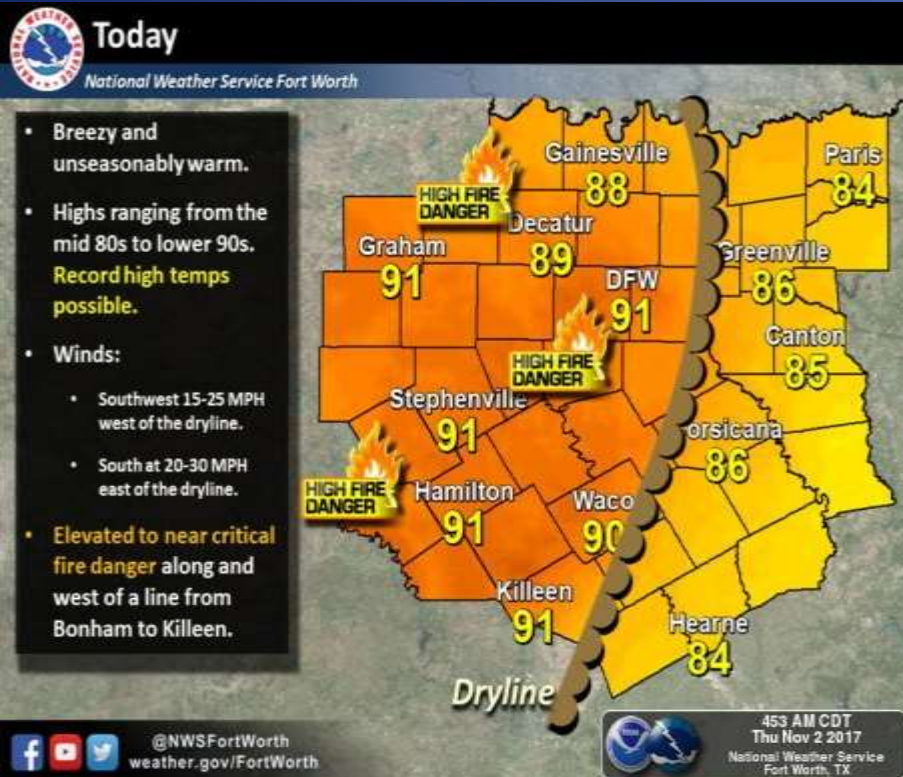 Today
National Weather Service Fort Worth
NATIONAL WEATHER SERVICE
• Breezy and
unseasonably warm.
• Highs ranging from the
mid 80s to lower 90s.
Record high temps
possible.
• Winds:
• Southwest 15-25 MPH
west of the dryline.
• South at 20-30 MPH
east of the dryline.
• Elevated to near critical
fire danger along and
west of a line from
Bonham to Killeen.
Gainesville
88
Paris
84
HIGH FIRE
DANGER
Decatur
89
Graham
91
Greenville
86
DFW
91
Canton
85
HIGH FIRE
DANGER
Stephenville
91
orsicana
86
HIGH FIRE
DANGER
Hamilton
91
Waco
90
Killeen
91
Hearne
84
Dryline
@NWSFortWorth
weather.gov/FortWorth
453 AM CDT
Thu Nov 2 2017
National Weather Service
Fort Worth, TX